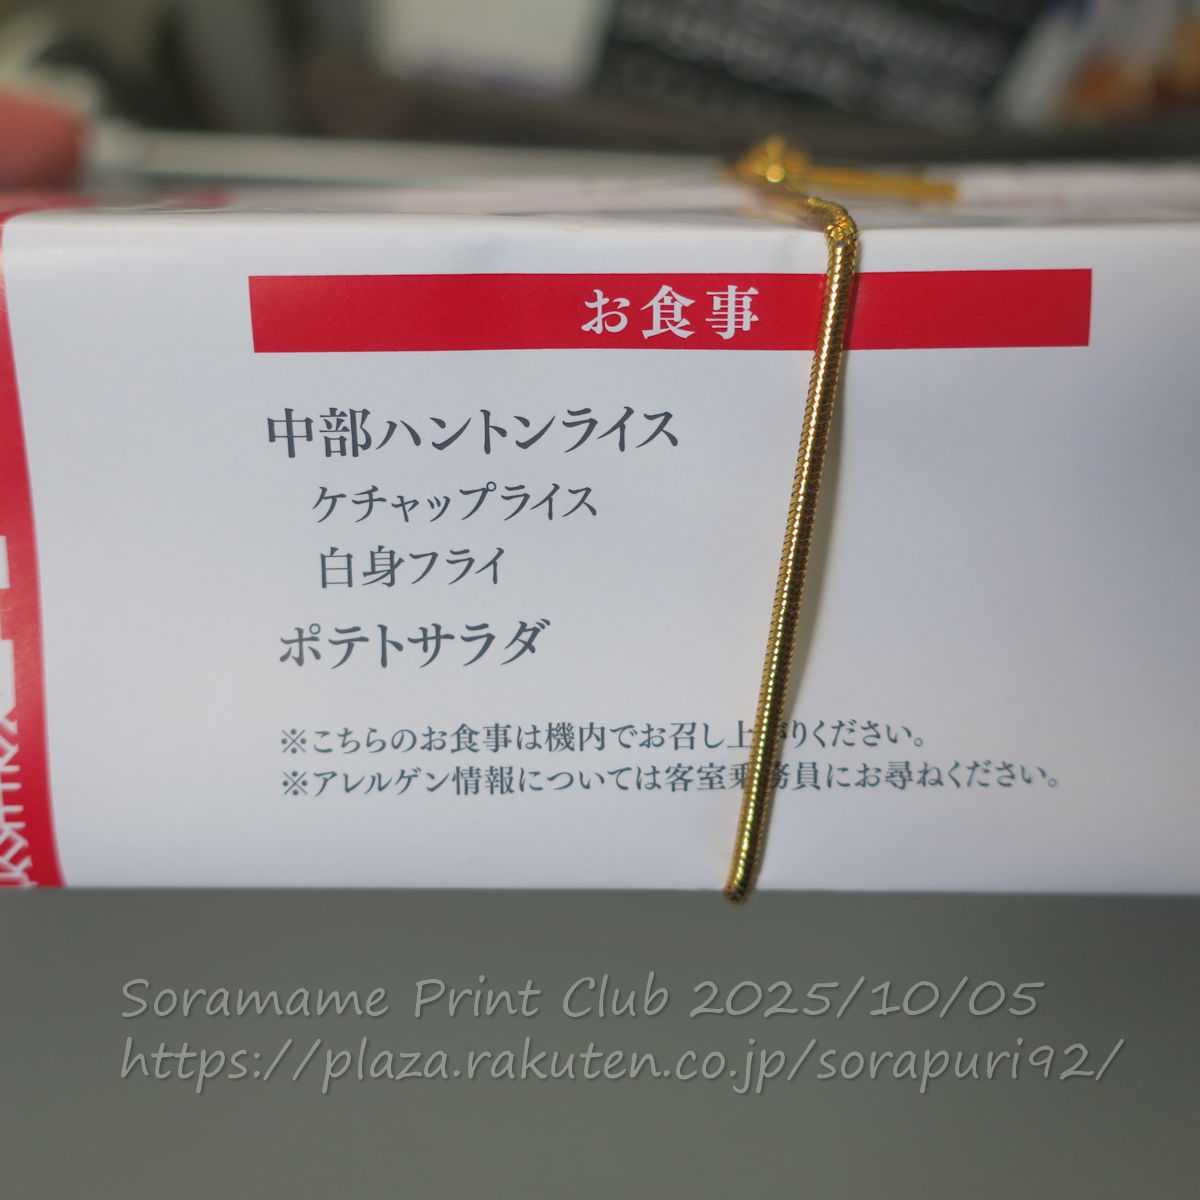 お食事
中部ハントンライス
ケチャップライス
白身フライ
ポテトサラダ
※こちらのお食事は機内でお召し上がりください。
※アレルゲン情報については客室乗務員にお尋ねください。
Soramame Print Club 2025/10/05
https://plaza.rakuten.co.jp/sorapuri92/